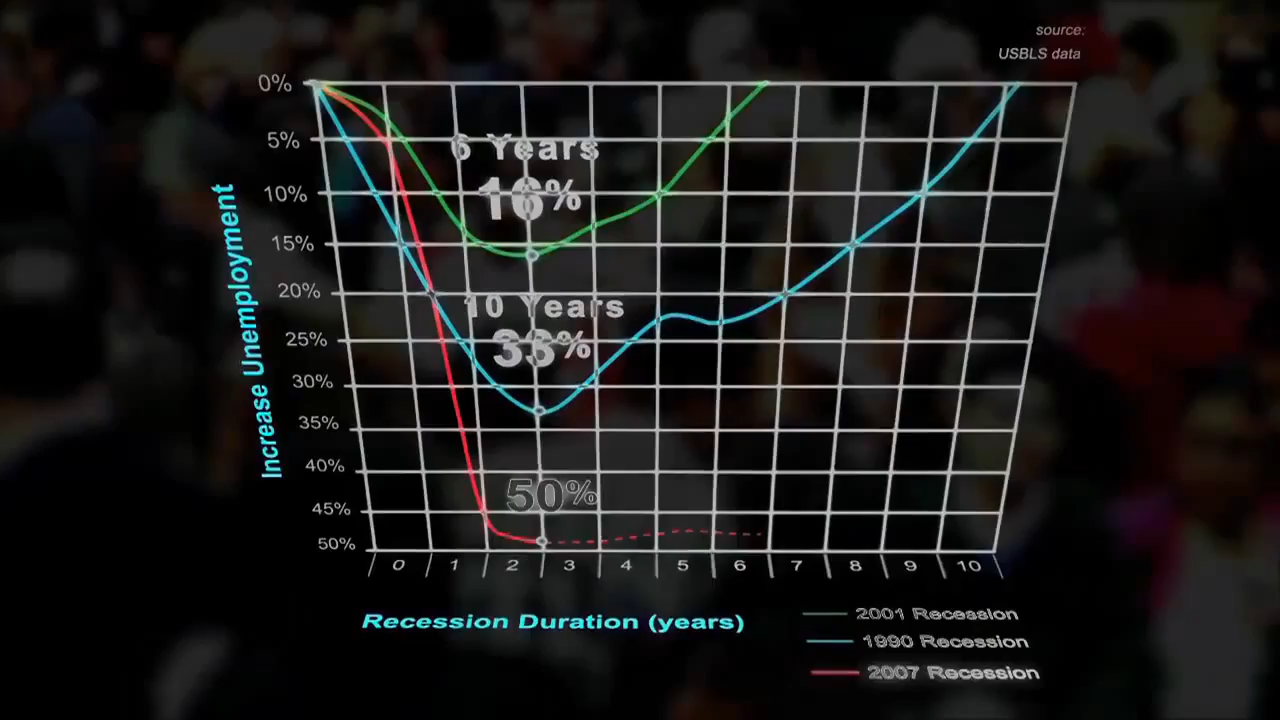 source:
USBLS data
0%
5%
10%
15%
20%
25%
30%
35%
40%
45%
50%
Increase Unemployment
6 Years
16%
10 Years
33%
50%
0 1 2 3 4 5 6 7 8 9 10
Recession Duration (years)
2001 Recession
1990 Recession
2007 Recession